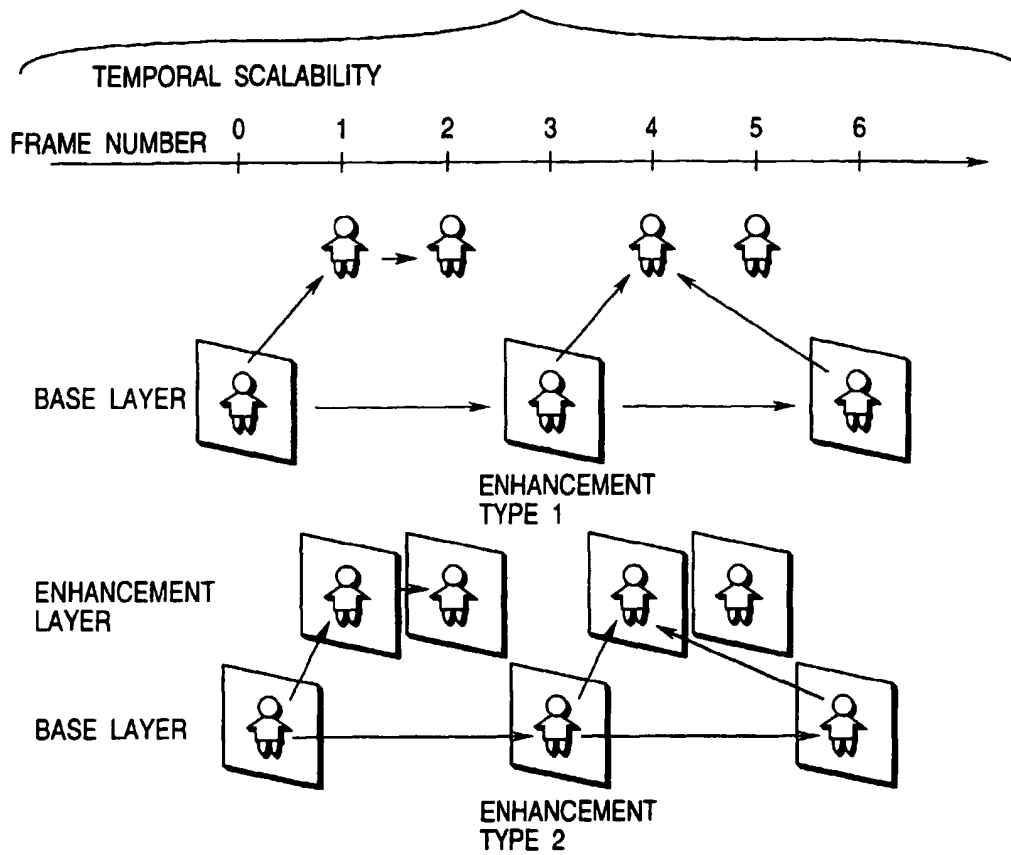 TEMPORAL SCALABILITY
FRAME NUMBER 0 1 2 3 4 5 6
BASE LAYER
ENHANCEMENT
TYPE 1
ENHANCEMENT
LAYER
BASE LAYER
ENHANCEMENT
TYPE 2